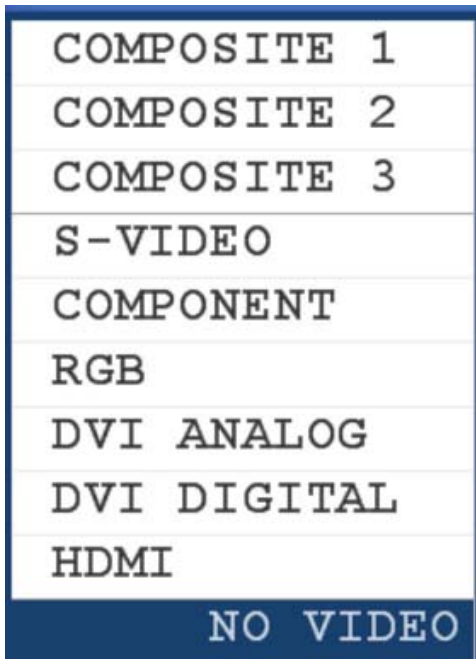 COMPOSITE 1
COMPOSITE 2
COMPOSITE 3
S-VIDEO
COMPONENT
RGB
DVI ANALOG
DVI DIGITAL
HDMI
NO VIDEO